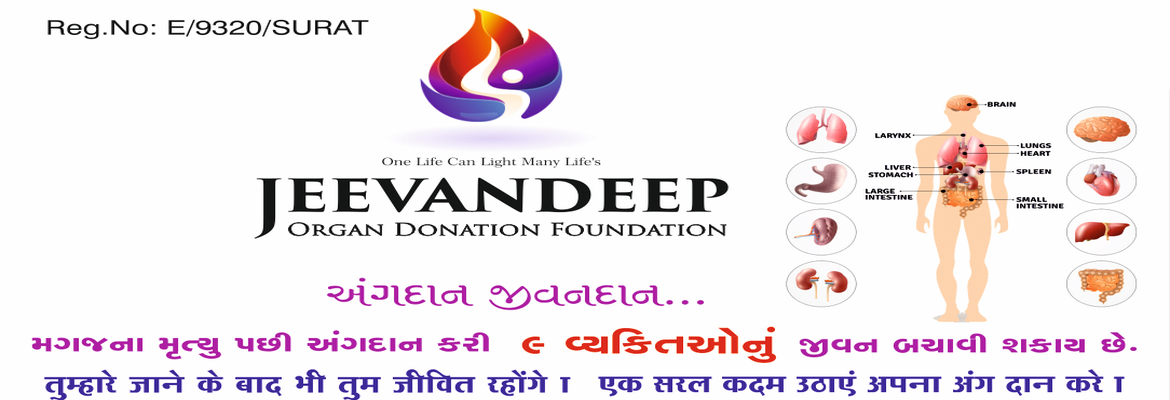 Reg.No: E/9320/SURAT
One Life Can Light Many Life's
JEEVANDEEP
ORGAN DONATION FOUNDATION
અંગદાન જીવનદાન...
BRAIN
LARYNX
LUNGS
HEART
LIVER
SPLEEN
STOMACH
LARGE
INTESTINE
SMALL
INTESTINE
મગજના મૃત્યુ પછી અંગદાન કરી ૯ વ્યકિતઓનું જીવન બચાવી શકાય છે.
तुम्हारे जाने के बाद भी तुम जीवित रहोंगे । एक सरल कदम उठाएं अपना अंग दान करे ।